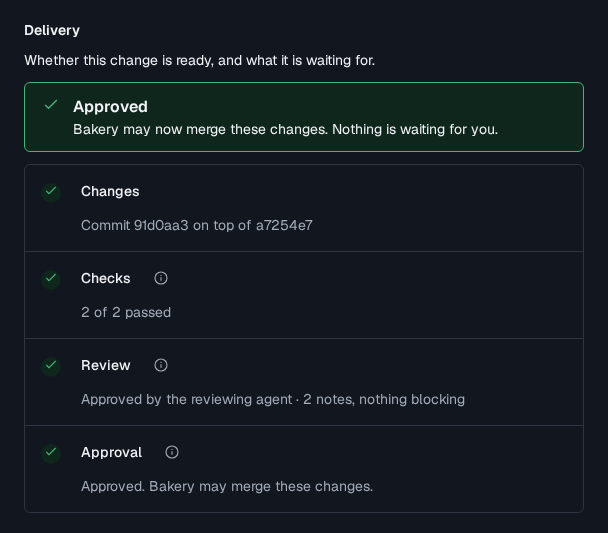 Delivery
Whether this change is ready, and what it is waiting for.
Approved
Bakery may now merge these changes. Nothing is waiting for you.
Changes
Commit 91d0aa3 on top of a7254e7
Checks
2 of 2 passed
Review
Approved by the reviewing agent · 2 notes, nothing blocking
Approval
Approved. Bakery may merge these changes.